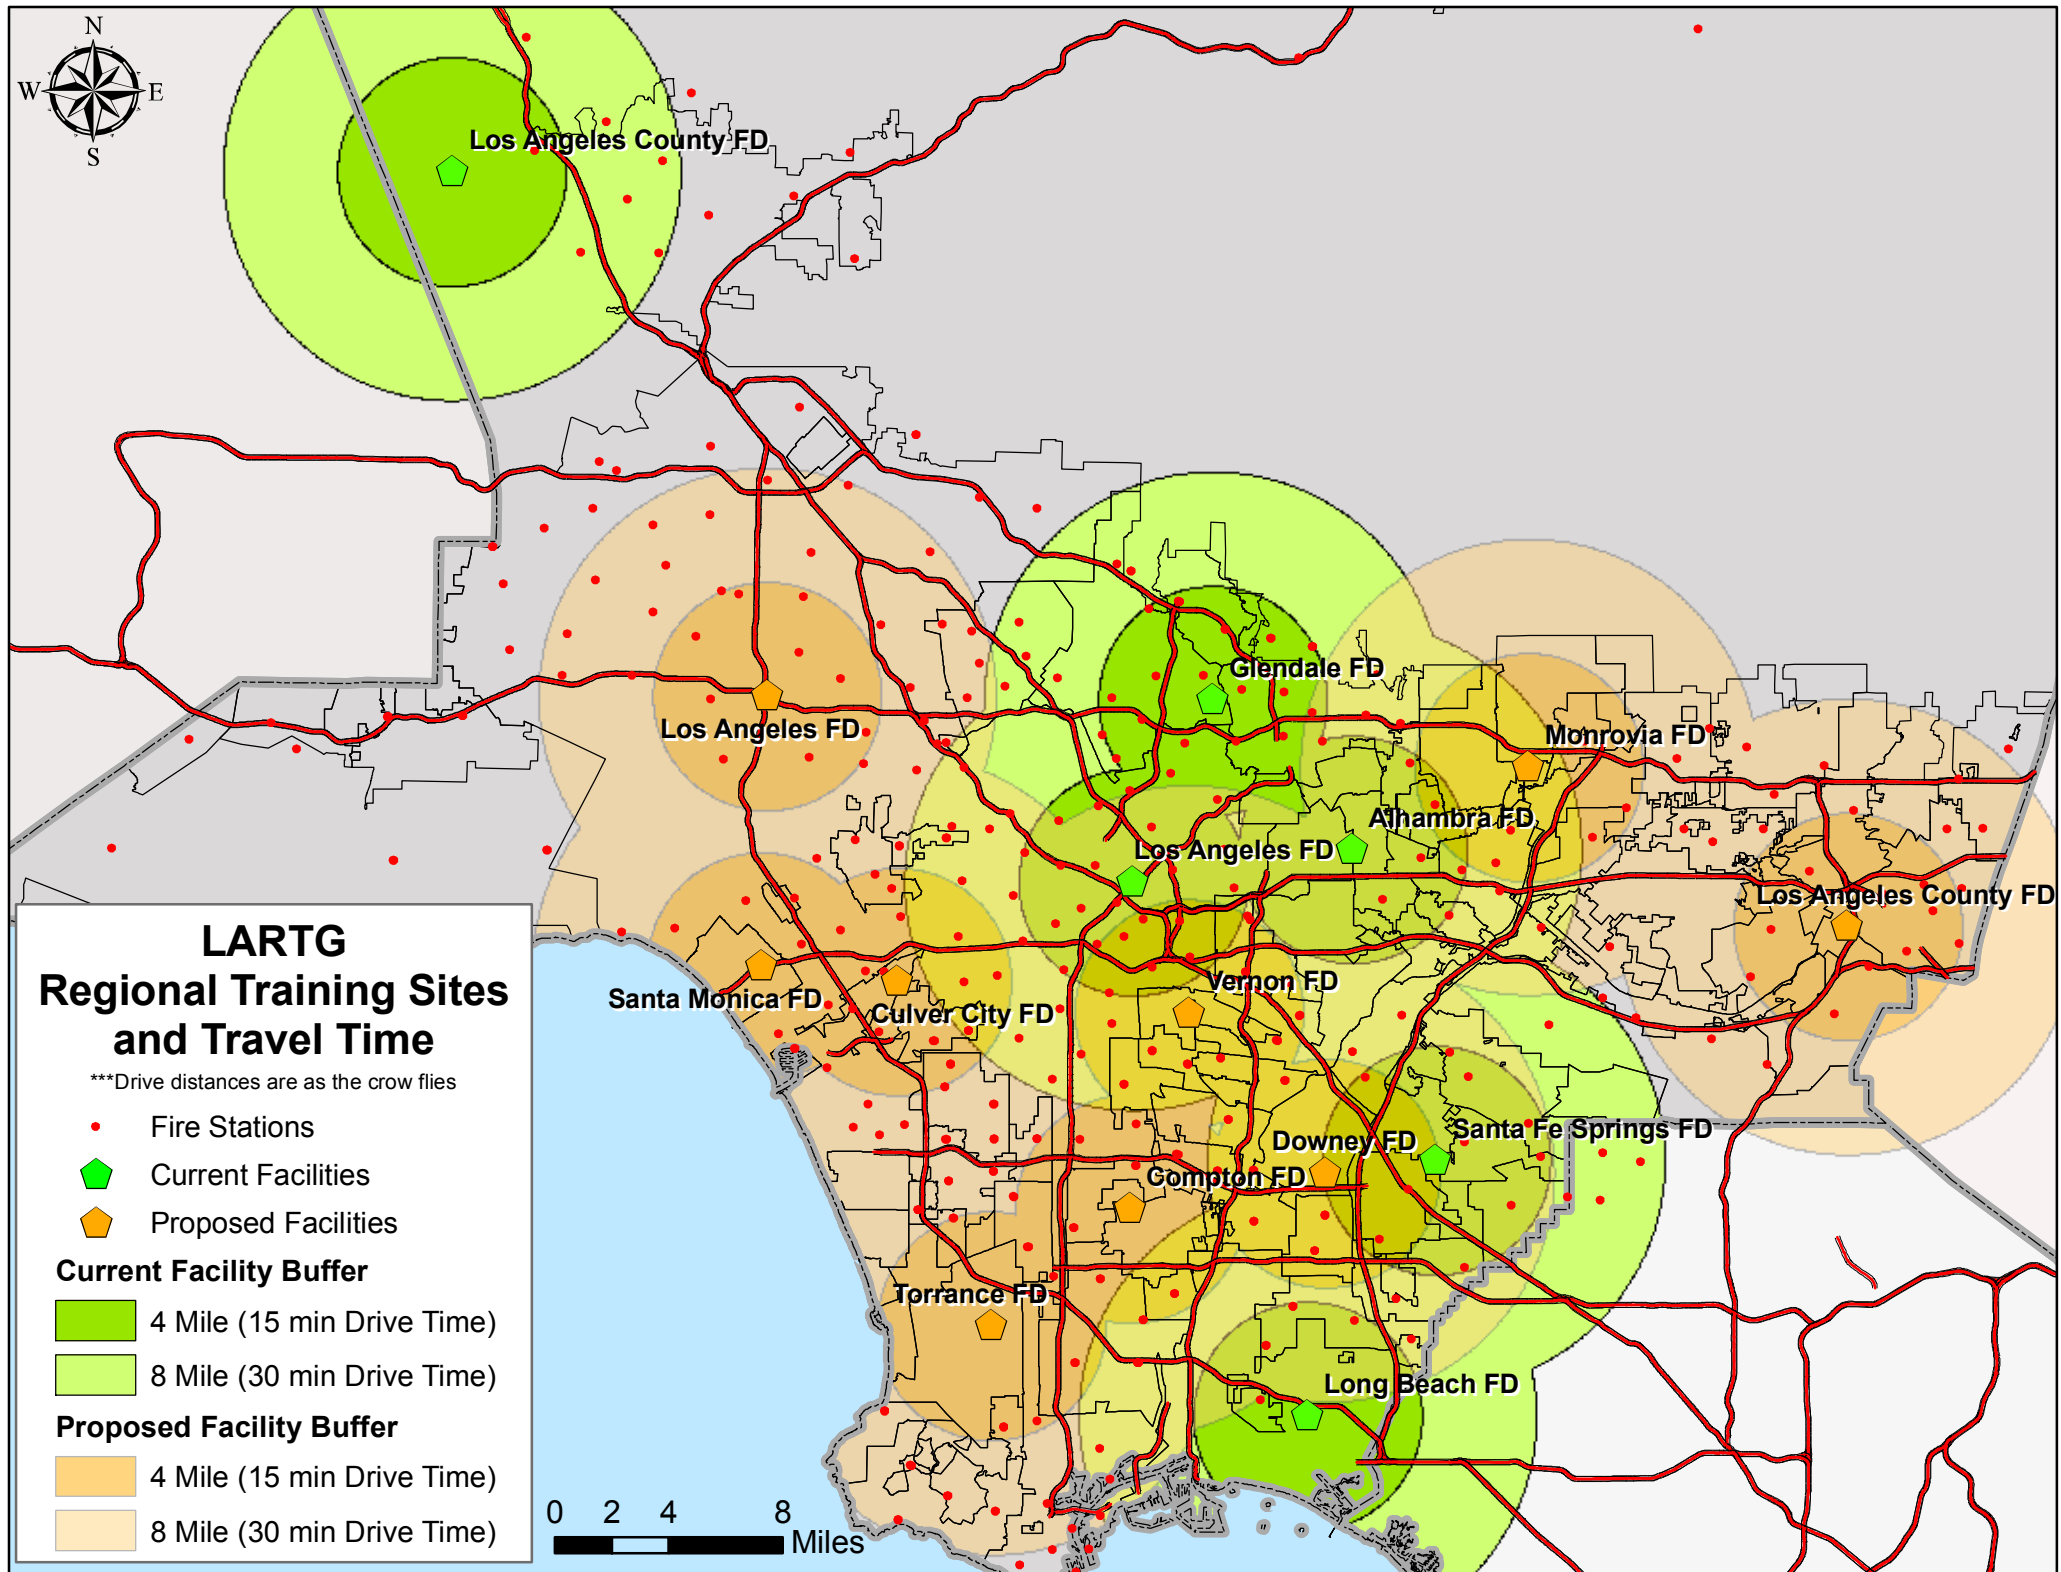 N
W
E
S
Los Angeles County FD
Glendale FD
Los Angeles FD
Monrovia FD
Alhambra FD
Los Angeles FD
Los Angeles County FD
Vernon FD
Santa Monica FD
Culver City FD
Downey FD
Santa Fe Springs FD
Compton FD
Torrance FD
Long Beach FD
LARTG
Regional Training Sites
and Travel Time
***Drive distances are as the crow flies
Fire Stations
Current Facilities
Proposed Facilities
Current Facility Buffer
4 Mile (15 min Drive Time)
8 Mile (30 min Drive Time)
Proposed Facility Buffer
4 Mile (15 min Drive Time)
8 Mile (30 min Drive Time)
0 2 4 8
Miles